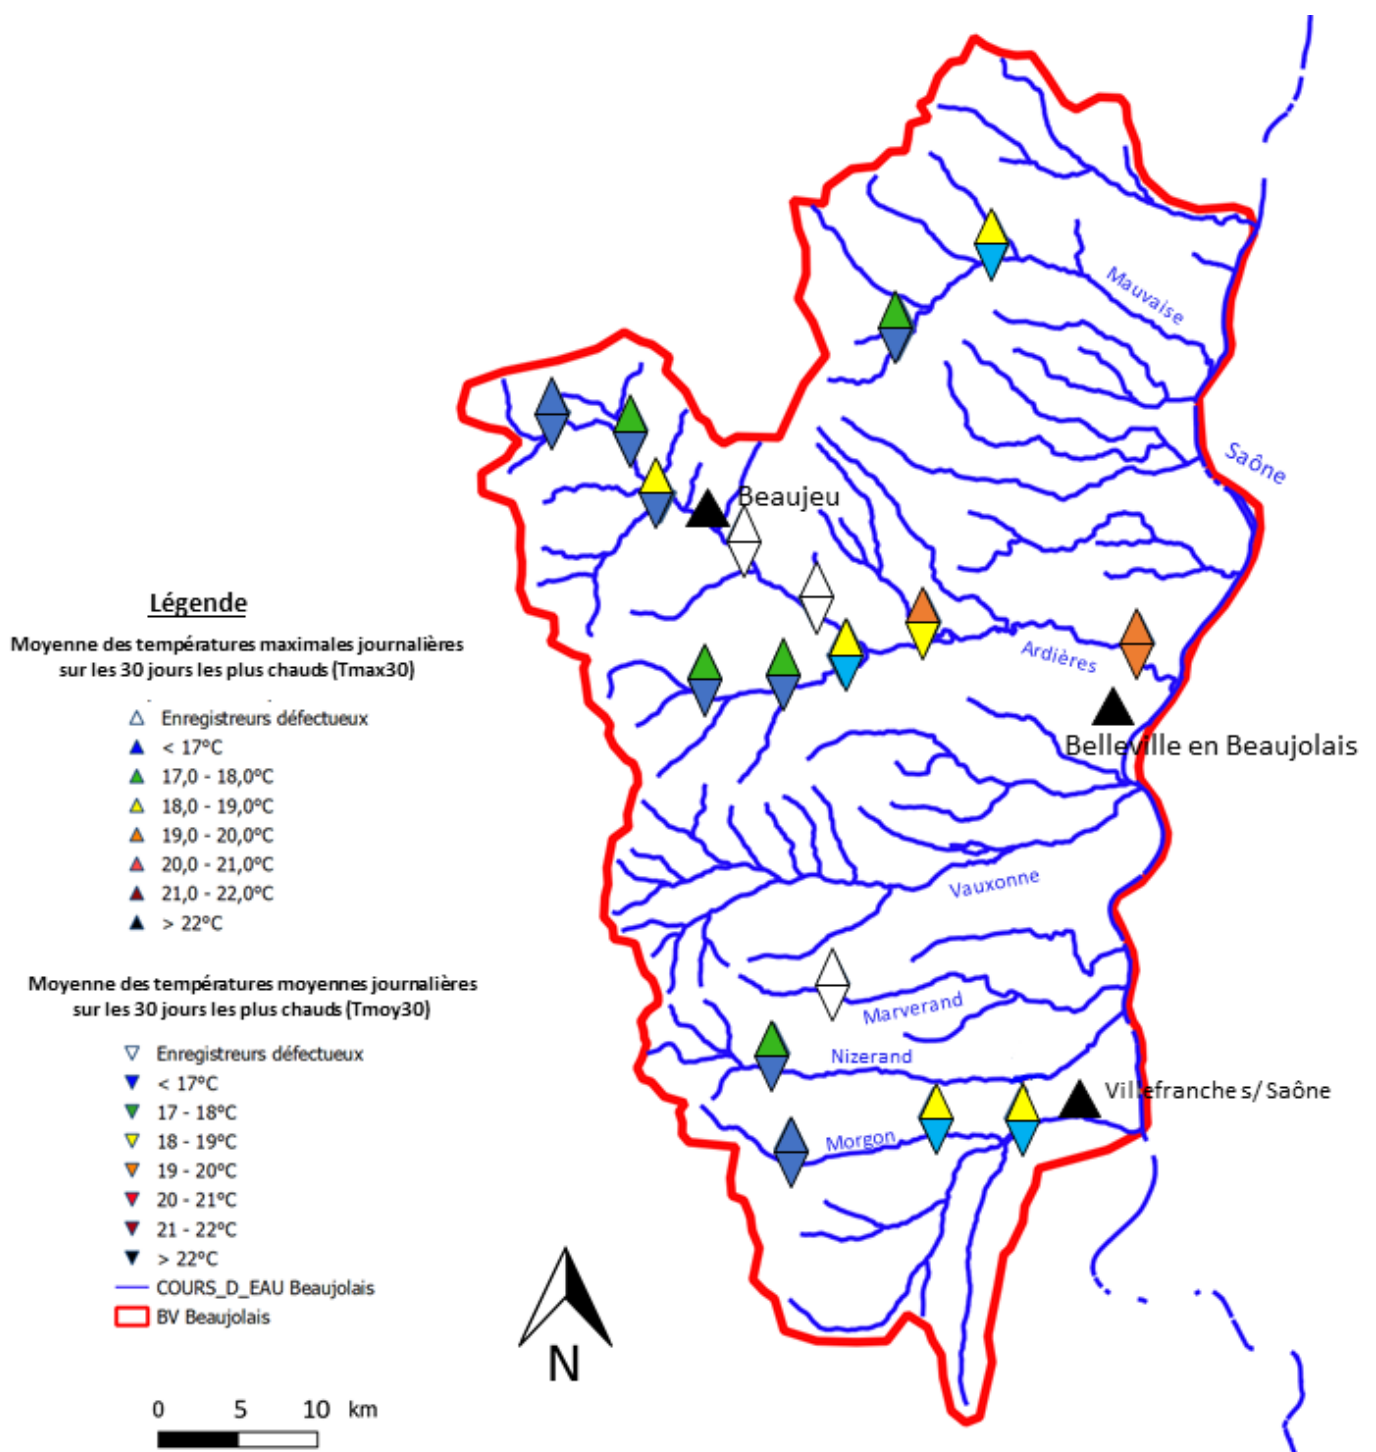 Mauvaise
Saône
Beaujeu
Ardières
Belleville en Beaujolais
Vauxonne
Marverand
Nizerand
Villefranche s/ Saône
Morgon
Légende
Moyenne des températures maximales journalières
sur les 30 jours les plus chauds (Tmax30)
Enregistreurs défectueux
< 17°C
17,0 - 18,0°C
18,0 - 19,0°C
19,0 - 20,0°C
20,0 - 21,0°C
21,0 - 22,0°C
> 22°C
Moyenne des températures moyennes journalières
sur les 30 jours les plus chauds (Tmoy30)
Enregistreurs défectueux
< 17°C
17 - 18°C
18 - 19°C
19 - 20°C
20 - 21°C
21 - 22°C
> 22°C
COURS_D_EAU Beaujolais
BV Beaujolais
N
0 5 10 km